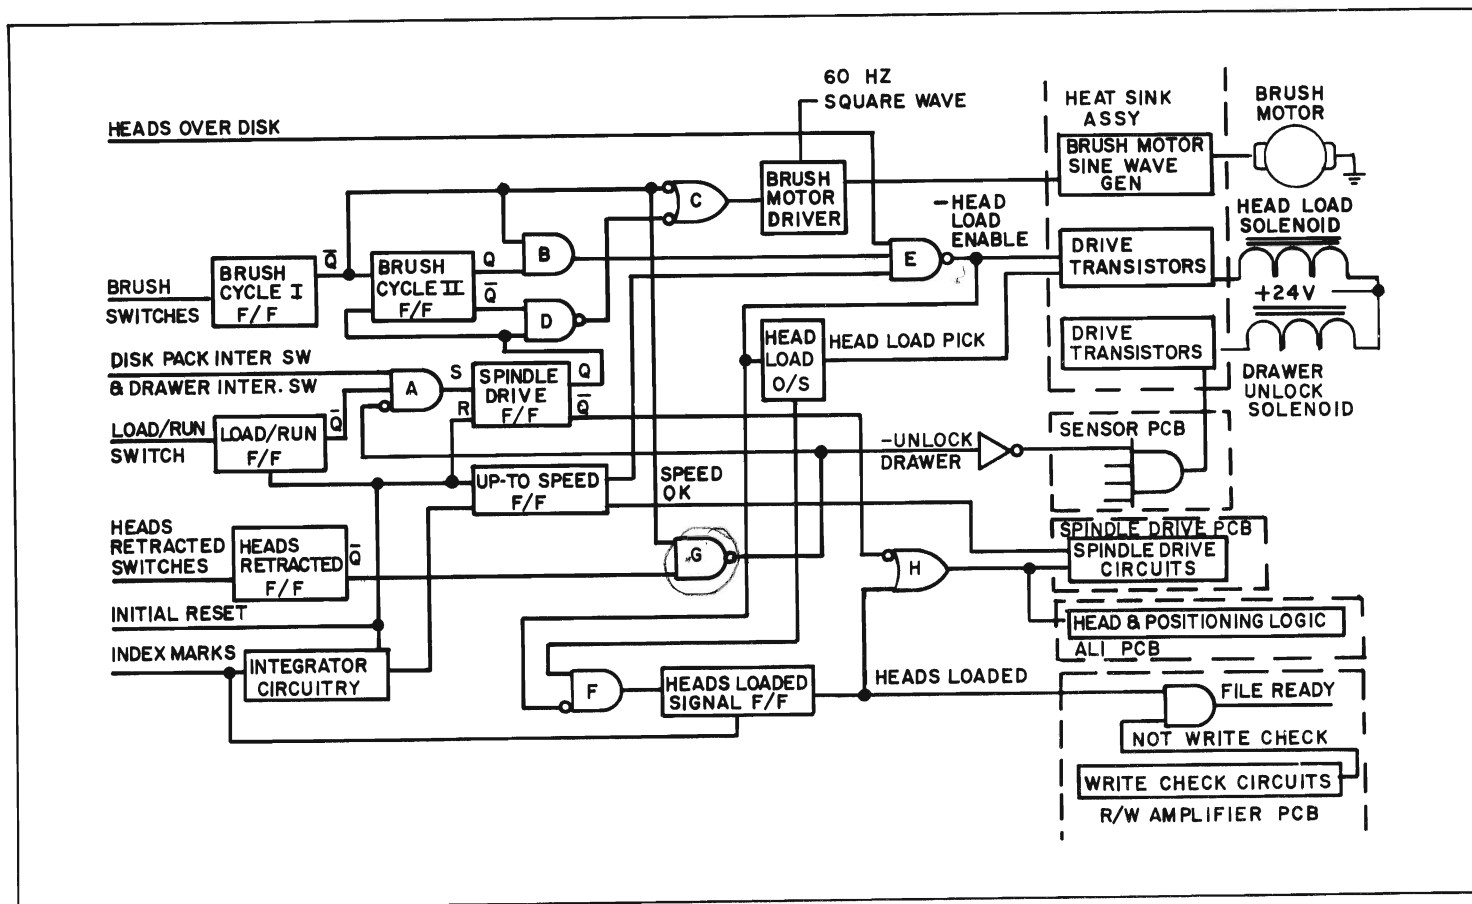 60 HZ
SQUARE WAVE
HEADS OVER DISK
HEAT SINK
ASSY
BRUSH
MOTOR
BRUSH MOTOR
SINE WAVE
GEN
BRUSH
MOTOR
DRIVER
C
-HEAD
LOAD
ENABLE
HEAD LOAD
SOLENOID
DRIVE
TRANSISTORS
+24V
BRUSH
SWITCHES
BRUSH
CYCLE I
F/F
Q̅
BRUSH
CYCLE II
F/F
Q
Q̅
B
D
E
HEAD
LOAD
O/S
HEAD LOAD PICK
DRIVE
TRANSISTORS
DRAWER
UNLOCK
SOLENOID
DISK PACK INTER SW
& DRAWER INTER. SW
A
S
R
SPINDLE
DRIVE
F/F
Q
Q̅
LOAD/RUN
SWITCH
LOAD/RUN
F/F
Q̅
-UNLOCK
DRAWER
SENSOR PCB
UP-TO SPEED
F/F
SPEED
OK
HEADS
RETRACTED
SWITCHES
HEADS
RETRACTED
F/F
Q̅
G
H
SPINDLE DRIVE PCB
SPINDLE DRIVE
CIRCUITS
INITIAL RESET
INDEX MARKS
INTEGRATOR
CIRCUITRY
HEAD & POSITIONING LOGIC
ALI PCB
F
HEADS LOADED
SIGNAL F/F
HEADS LOADED
FILE READY
NOT WRITE CHECK
WRITE CHECK CIRCUITS
R/W AMPLIFIER PCB